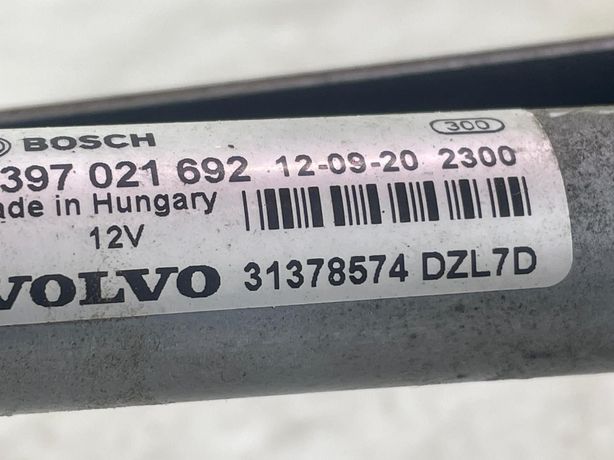 BOSCH
300
397 021 692 12-09-20 2300
ade in Hungary
12V
VOLVO 31378574 DZL7D